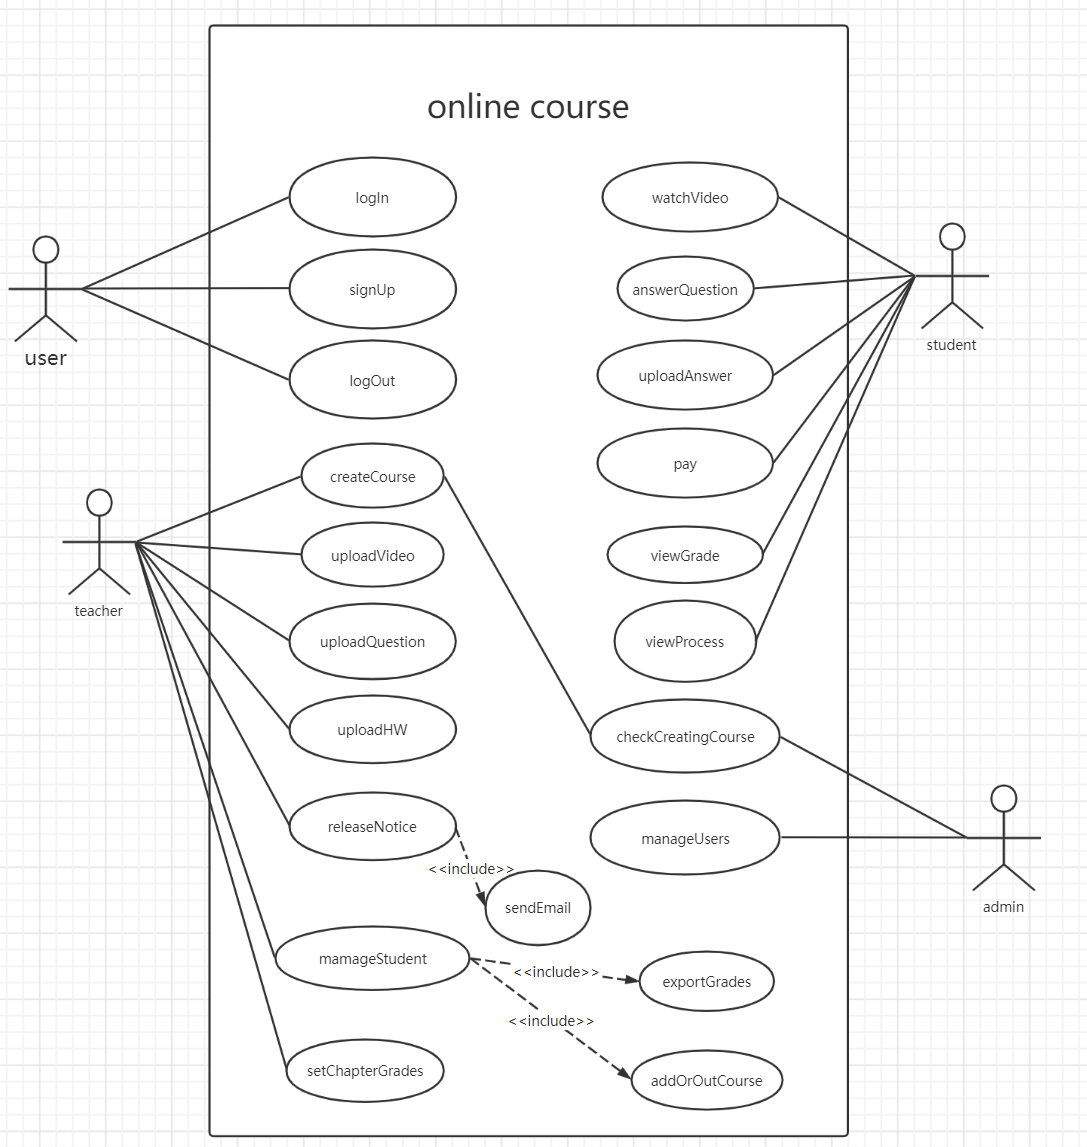 online course
logIn
signUp
logOut
user
createCourse
uploadVideo
uploadQuestion
uploadHW
releaseNotice
mamageStudent
setChapterGrades
teacher
watchVideo
answerQuestion
uploadAnswer
pay
viewGrade
viewProcess
student
checkCreatingCourse
manageUsers
admin
<<include>>
sendEmail
<<include>>
exportGrades
<<include>>
addOrOutCourse